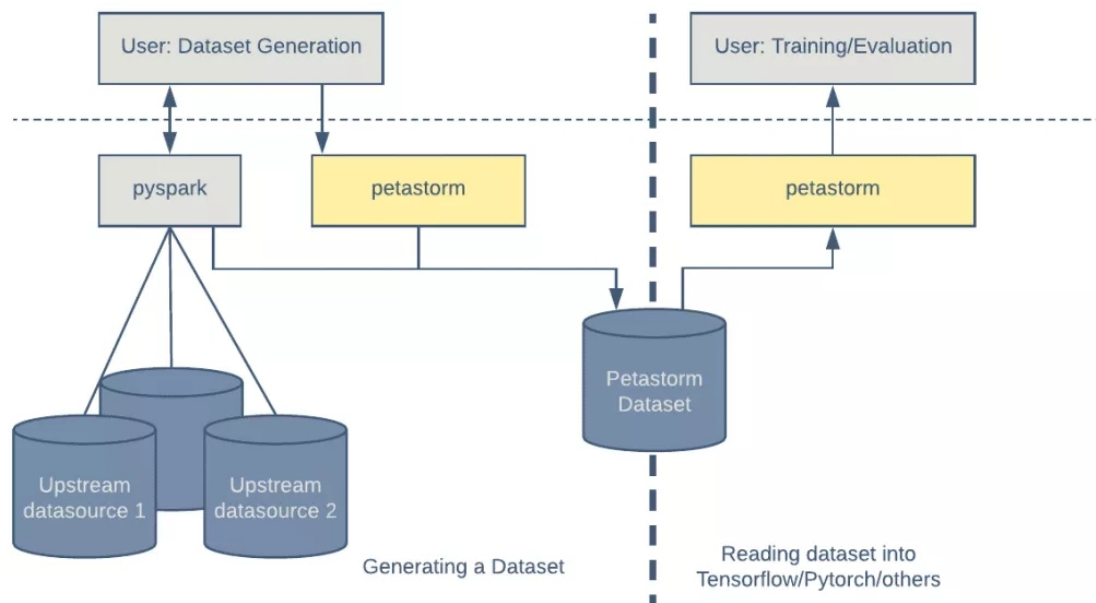 User: Dataset Generation
User: Training/Evaluation
pyspark
petastorm
petastorm
Petastorm
Dataset
Upstream
datasource 1
Upstream
datasource 2
Generating a Dataset
Reading dataset into
Tensorflow/Pytorch/others